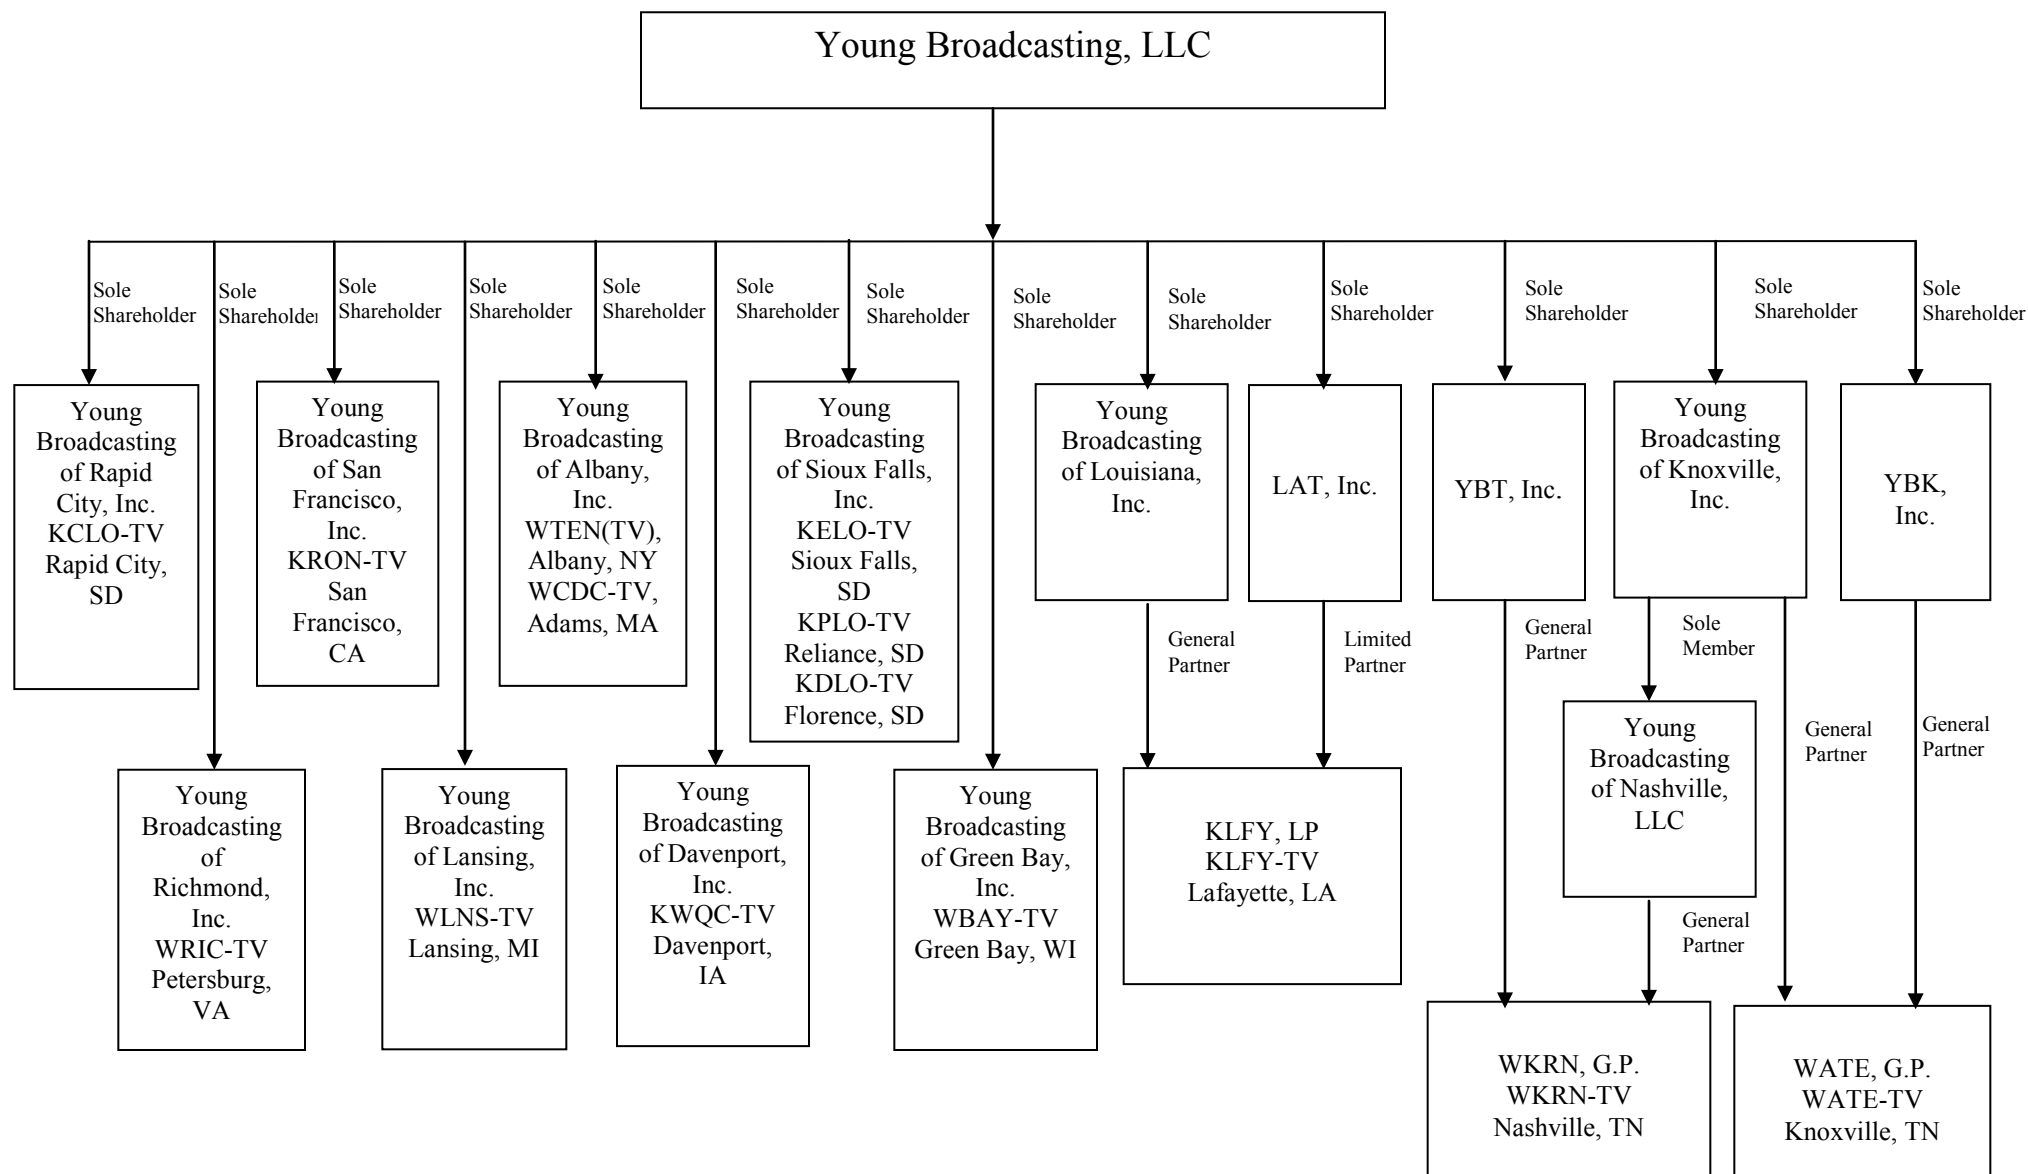 Young Broadcasting, LLC
Sole
Shareholder
Sole
Shareholder
Sole
Shareholder
Sole
Shareholder
Sole
Shareholder
Sole
Shareholder
Sole
Shareholder
Sole
Shareholder
Sole
Shareholder
Sole
Shareholder
Sole
Shareholder
Sole
Shareholder
Sole
Shareholder
Young
Broadcasting
of Rapid
City, Inc.
KCLO-TV
Rapid City,
SD
Young
Broadcasting
of San
Francisco,
Inc.
KRON-TV
San
Francisco,
CA
Young
Broadcasting
of Albany,
Inc.
WTEN(TV),
Albany, NY
WCDC-TV,
Adams, MA
Young
Broadcasting
of Sioux Falls,
Inc.
KELO-TV
Sioux Falls,
SD
KPLO-TV
Reliance, SD
KDLO-TV
Florence, SD
Young
Broadcasting
of Louisiana,
Inc.
LAT, Inc.
YBT, Inc.
Young
Broadcasting
of Knoxville,
Inc.
YBK,
Inc.
General
Partner
Limited
Partner
General
Partner
Sole
Member
General
Partner
General
Partner
Young
Broadcasting
of
Richmond,
Inc.
WRIC-TV
Petersburg,
VA
Young
Broadcasting
of Lansing,
Inc.
WLNS-TV
Lansing, MI
Young
Broadcasting
of Davenport,
Inc.
KWQC-TV
Davenport,
IA
Young
Broadcasting
of Green Bay,
Inc.
WBAY-TV
Green Bay, WI
KLFY, LP
KLFY-TV
Lafayette, LA
Young
Broadcasting
of Nashville,
LLC
General
Partner
WKRN, G.P.
WKRN-TV
Nashville, TN
WATE, G.P.
WATE-TV
Knoxville, TN